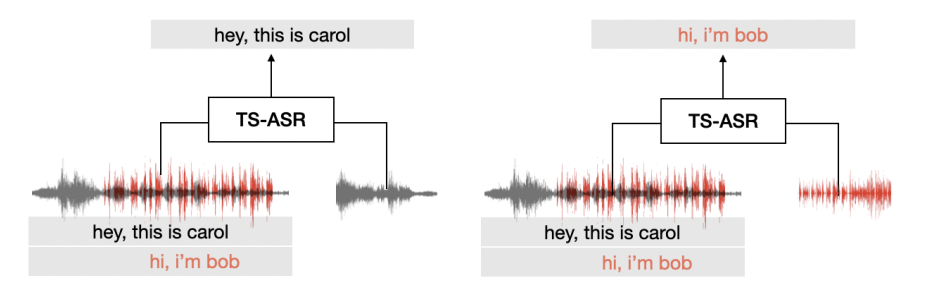 hey, this is carol
TS-ASR
hey, this is carol
hi, i'm bob
hi, i'm bob
TS-ASR
hey, this is carol
hi, i'm bob